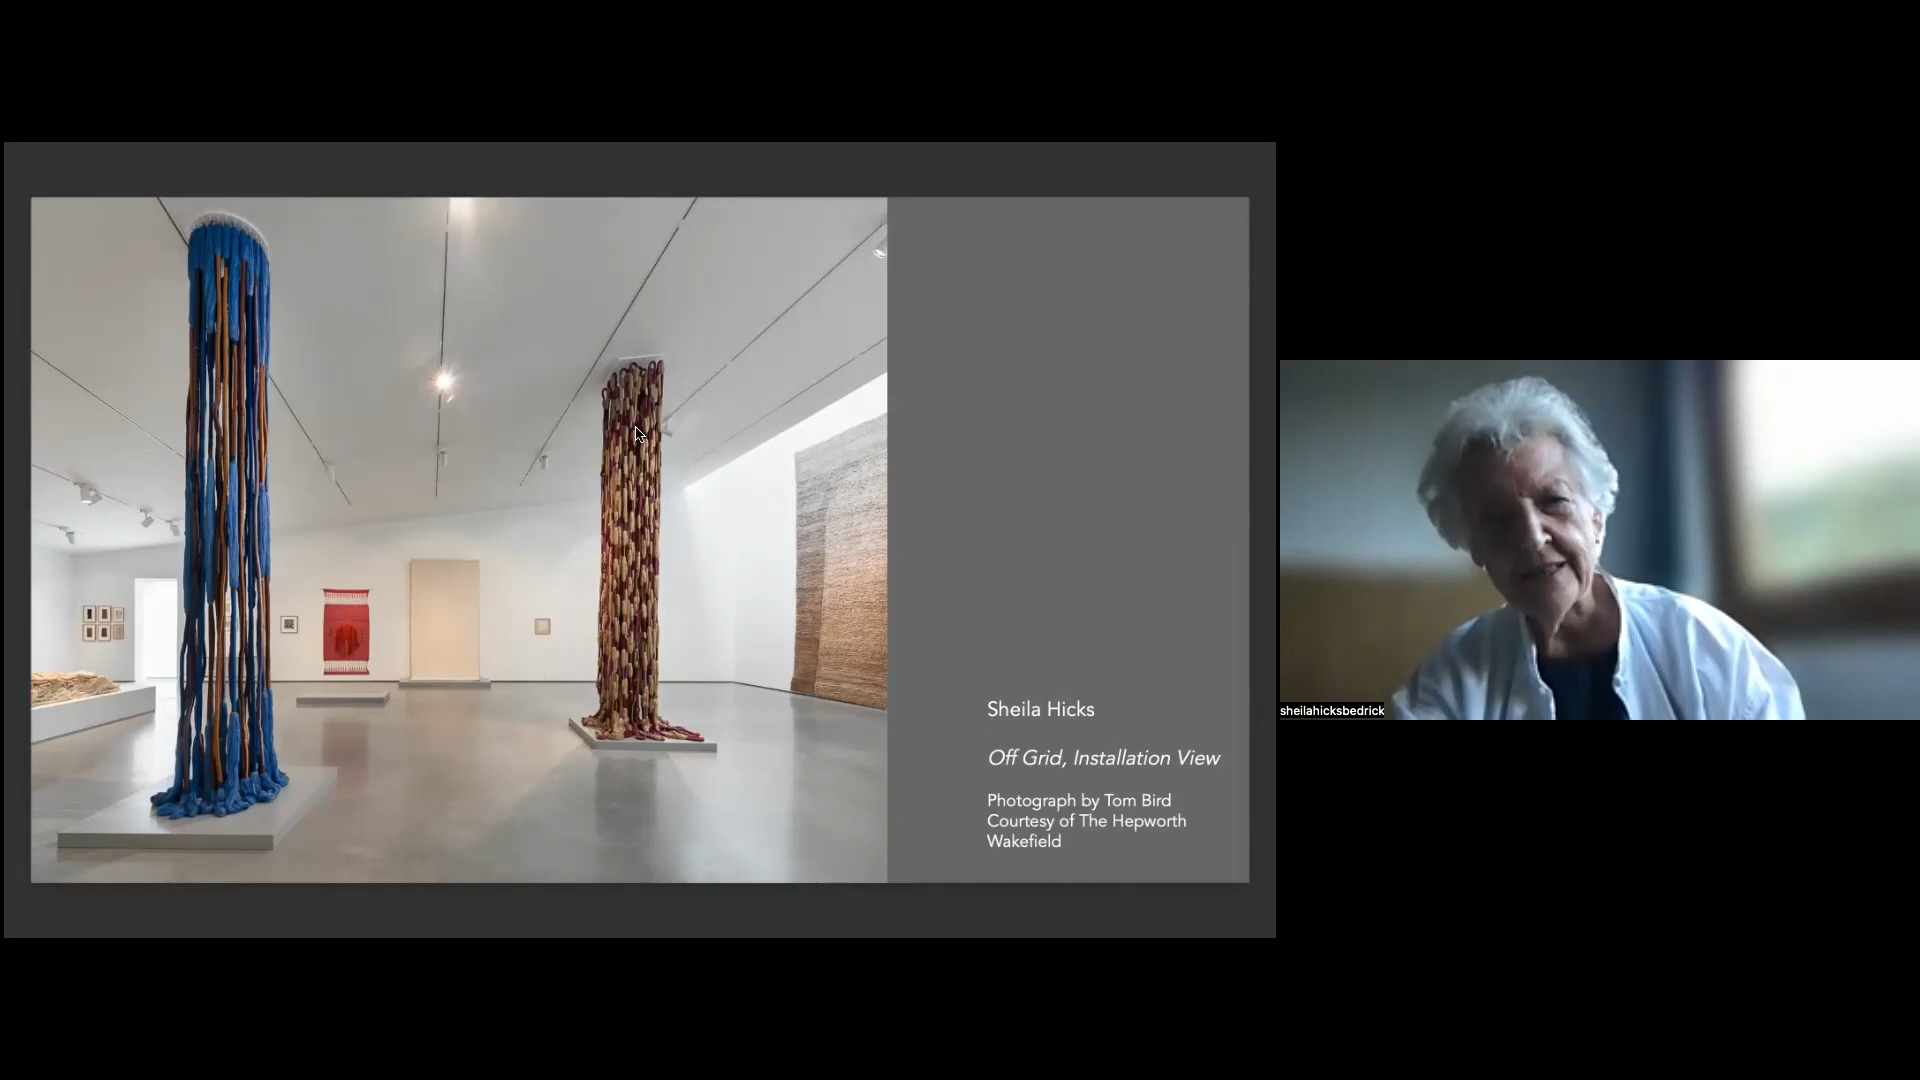 Sheila Hicks
Off Grid, Installation View
Photograph by Tom Bird
Courtesy of The Hepworth
Wakefield
sheilahicksbedrick